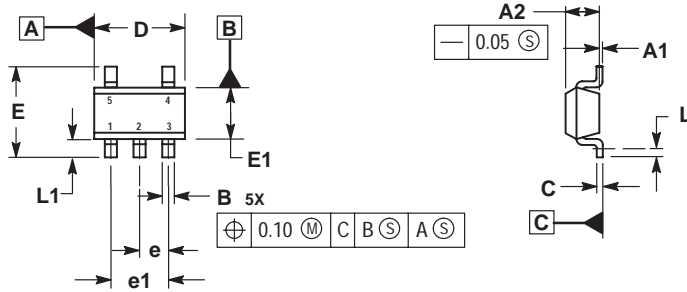 A
D
B
A2
— 0.05 Ⓢ
A1
E
5 4
1 2 3
E1
L1
B 5X
L
C
C
⌖ 0.10 Ⓜ C B Ⓢ A Ⓢ
e
e1